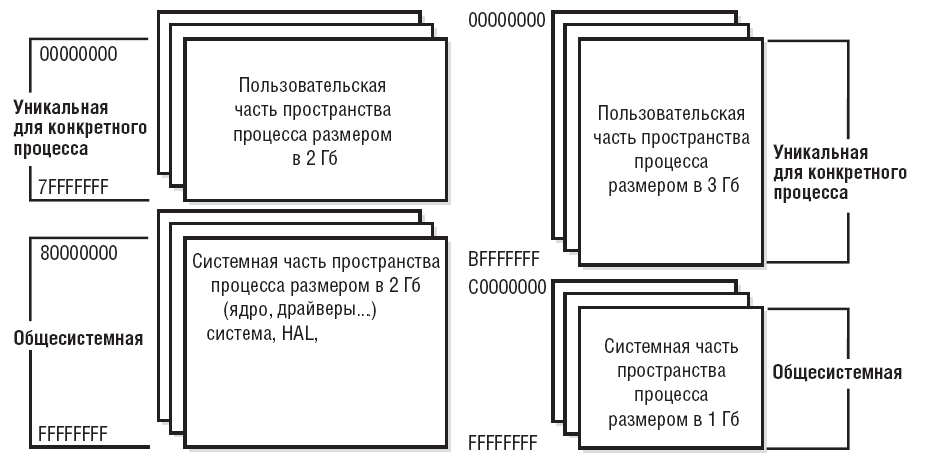 00000000
Уникальная
для конкретного
процесса
7FFFFFFF
Пользовательская
часть пространства
процесса размером
в 2 Гб
80000000
Общесистемная
FFFFFFFF
Системная часть пространства
процесса размером в 2 Гб
(ядро, драйверы...)
система, HAL,
00000000
Пользовательская
часть пространства
процесса
размером в 3 Гб
BFFFFFFF
Уникальная
для конкретного
процесса
C0000000
Системная часть
пространства
процесса
размером в 1 Гб
FFFFFFFF
Общесистемная